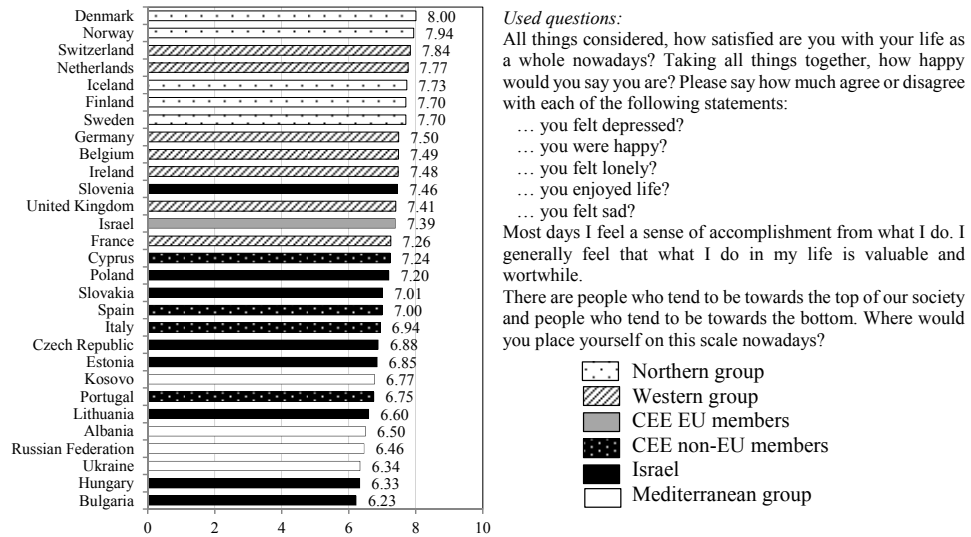 Denmark 8.00
Norway 7.94
Switzerland 7.84
Netherlands 7.77
Iceland 7.73
Finland 7.70
Sweden 7.70
Germany 7.50
Belgium 7.49
Ireland 7.48
Slovenia 7.46
United Kingdom 7.41
Israel 7.39
France 7.26
Cyprus 7.24
Poland 7.20
Slovakia 7.01
Spain 7.00
Italy 6.94
Czech Republic 6.88
Estonia 6.85
Kosovo 6.77
Portugal 6.75
Lithuania 6.60
Albania 6.50
Russian Federation 6.46
Ukraine 6.34
Hungary 6.33
Bulgaria 6.23
0 2 4 6 8 10
Used questions:
All things considered, how satisfied are you with your life as
a whole nowadays? Taking all things together, how happy
would you say you are? Please say how much agree or disagree
with each of the following statements:
… you felt depressed?
… you were happy?
… you felt lonely?
… you enjoyed life?
… you felt sad?
Most days I feel a sense of accomplishment from what I do. I
generally feel that what I do in my life is valuable and
wortwhile.
There are people who tend to be towards the top of our society
and people who tend to be towards the bottom. Where would
you place yourself on this scale nowadays?
Northern group
Western group
CEE EU members
CEE non-EU members
Israel
Mediterranean group